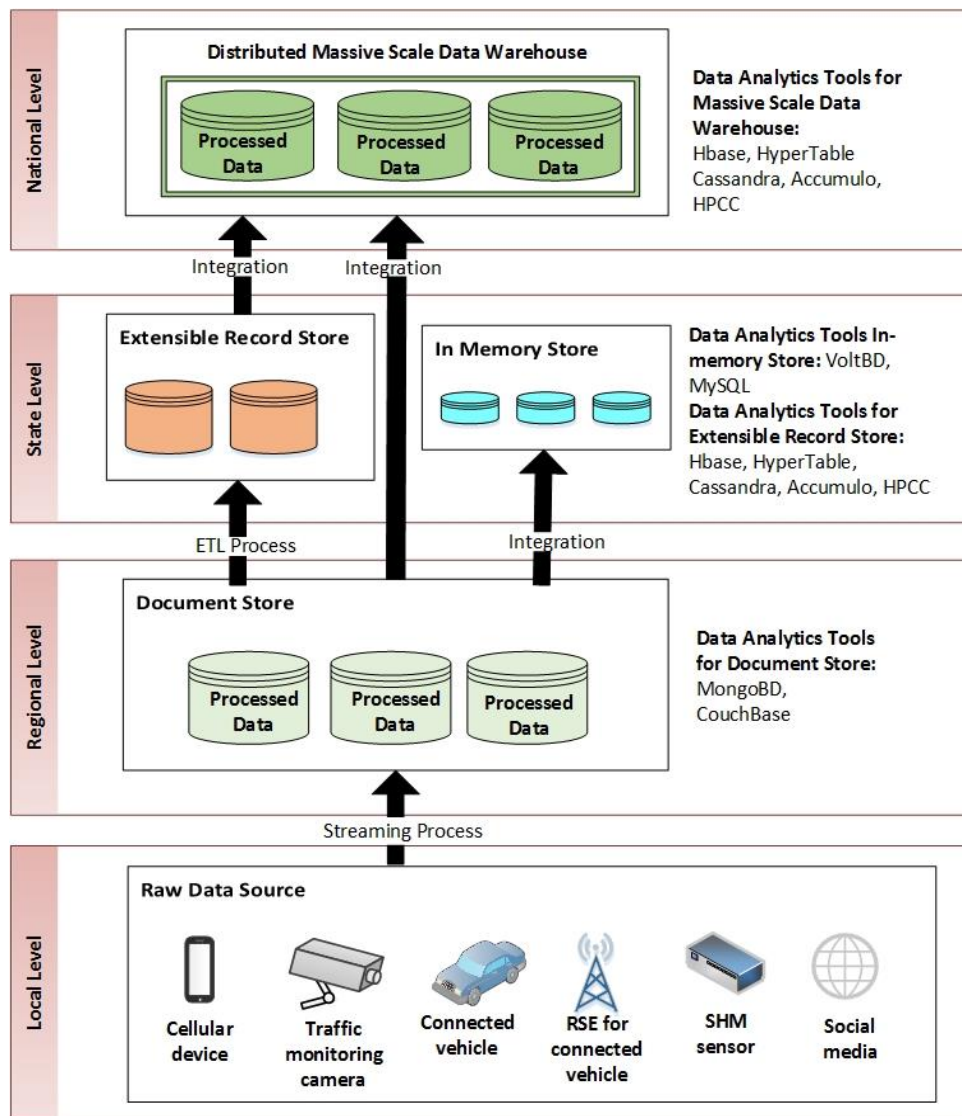 National Level
Distributed Massive Scale Data Warehouse
Processed
Data
Processed
Data
Processed
Data
Data Analytics Tools for
Massive Scale Data
Warehouse:
Hbase, HyperTable
Cassandra, Accumulo,
HPCC
Integration
Integration
State Level
Extensible Record Store
In Memory Store
Data Analytics Tools In-
memory Store: VoltBD,
MySQL
Data Analytics Tools for
Extensible Record Store:
Hbase, HyperTable,
Cassandra, Accumulo, HPCC
ETL Process
Integration
Regional Level
Document Store
Processed
Data
Processed
Data
Processed
Data
Data Analytics Tools
for Document Store:
MongoBD,
CouchBase
Streaming Process
Local Level
Raw Data Source
Cellular
device
Traffic
monitoring
camera
Connected
vehicle
RSE for
connected
vehicle
SHM
sensor
Social
media